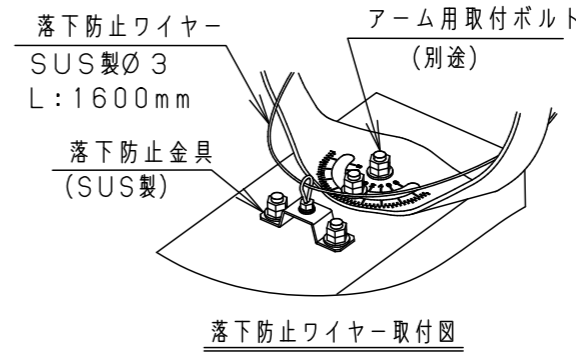 落下防止ワイヤー
SUS製Ø3
L:1600mm
アーム用取付ボルト
(別途)
落下防止金具
(SUS製)
落下防止ワイヤー取付図